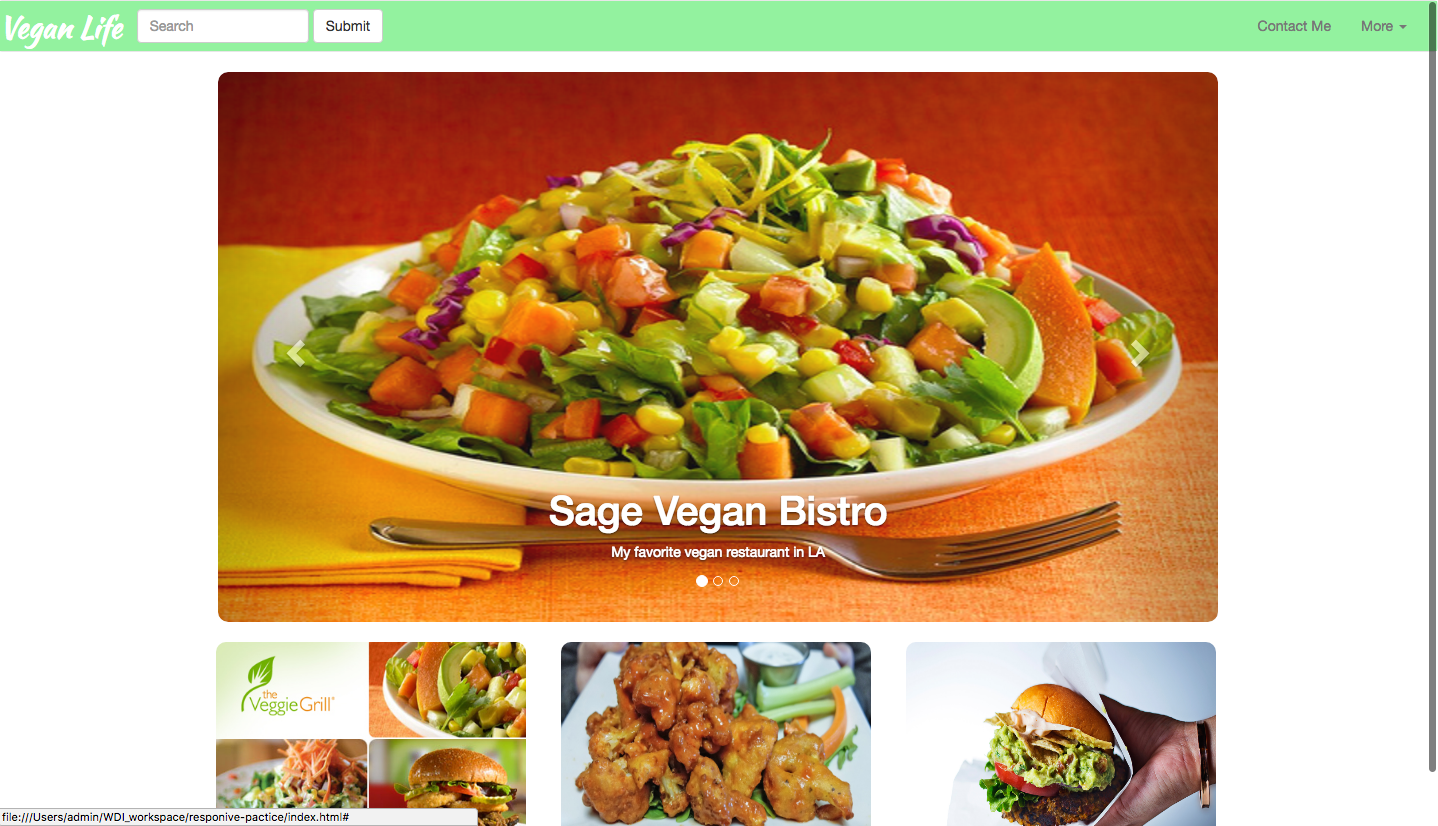 Vegan Life
Search
Submit
Contact Me
More
Sage Vegan Bistro
My favorite vegan restaurant in LA
the
VeggieGrill
file:///Users/admin/WDI_workspace/responive-pactice/index.html#